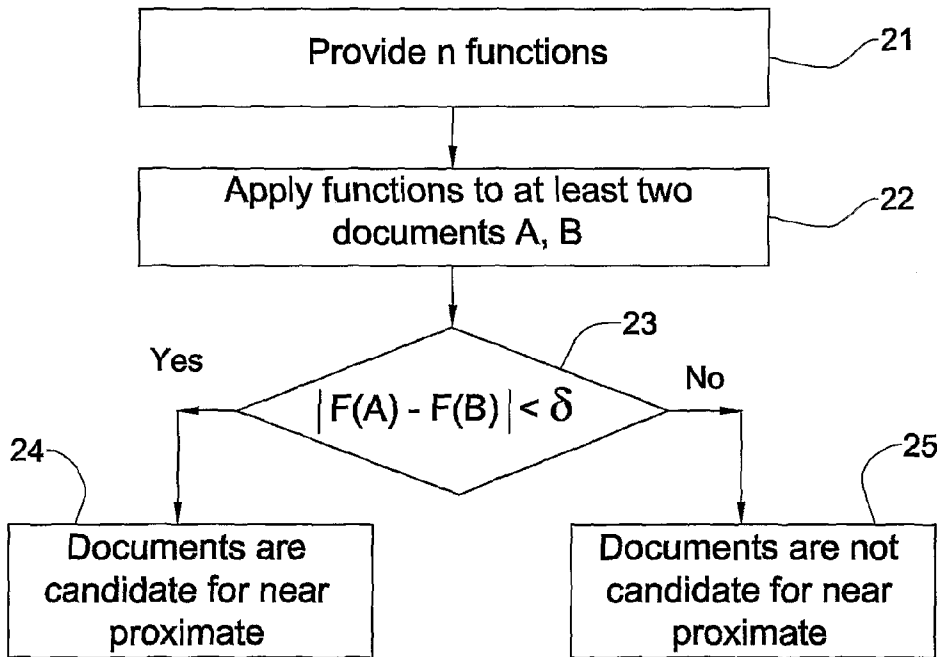 Provide n functions
21
Apply functions to at least two
documents A, B
22
23
Yes
|F(A) - F(B)| < δ
No
24
25
Documents are
candidate for near
proximate
Documents are not
candidate for near
proximate